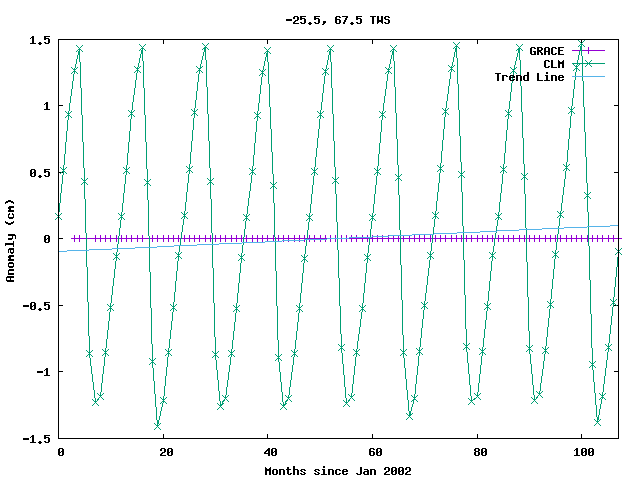 -25.5, 67.5 TWS
GRACE
CLM
Trend Line
1.5
1
0.5
0
-0.5
-1
-1.5
Anomaly (cm)
0 20 40 60 80 100
Months since Jan 2002